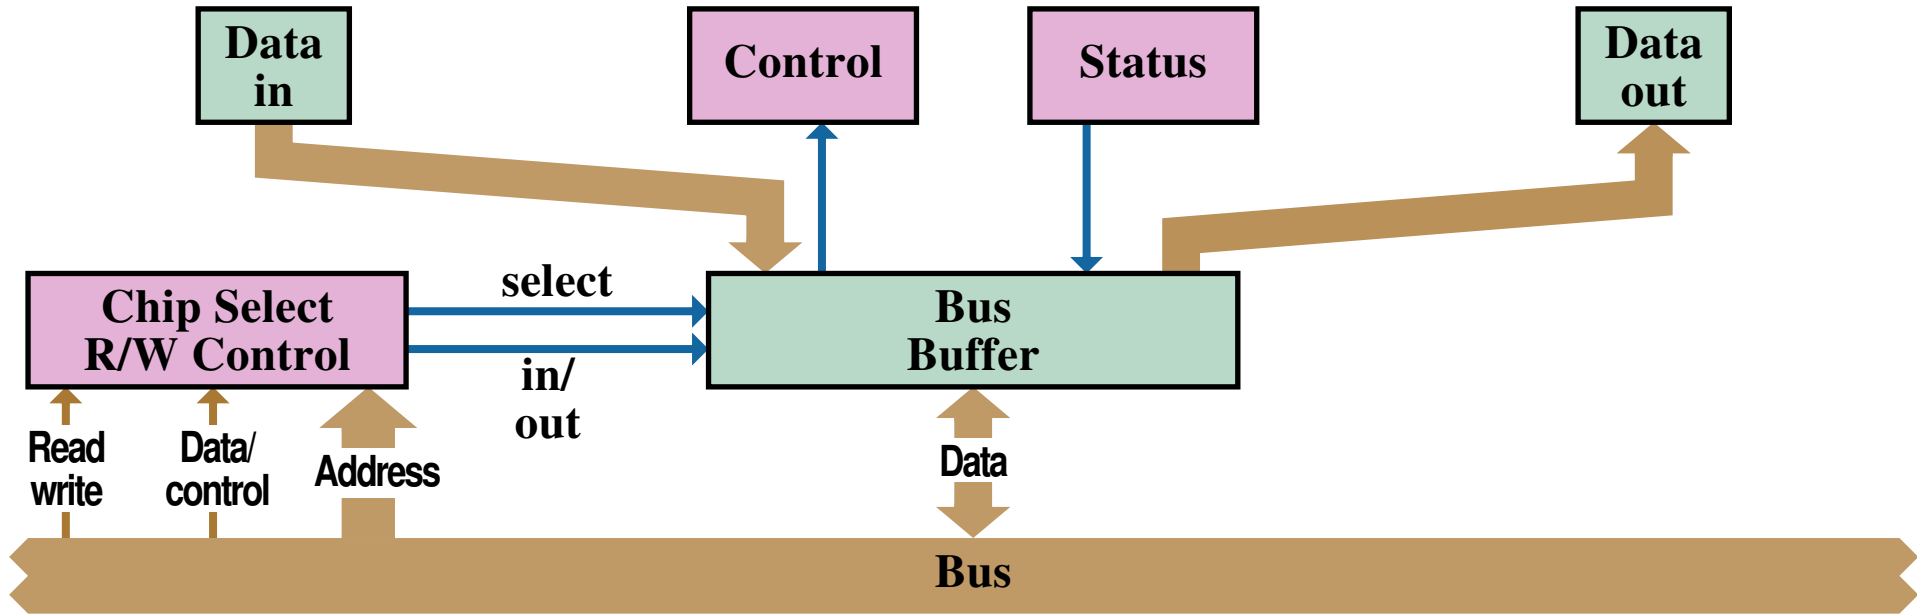 Data
in
Control
Status
Data
out
Chip Select
R/W Control
select
in/
out
Bus
Buffer
Read
write
Data/
control
Address
Data
Bus